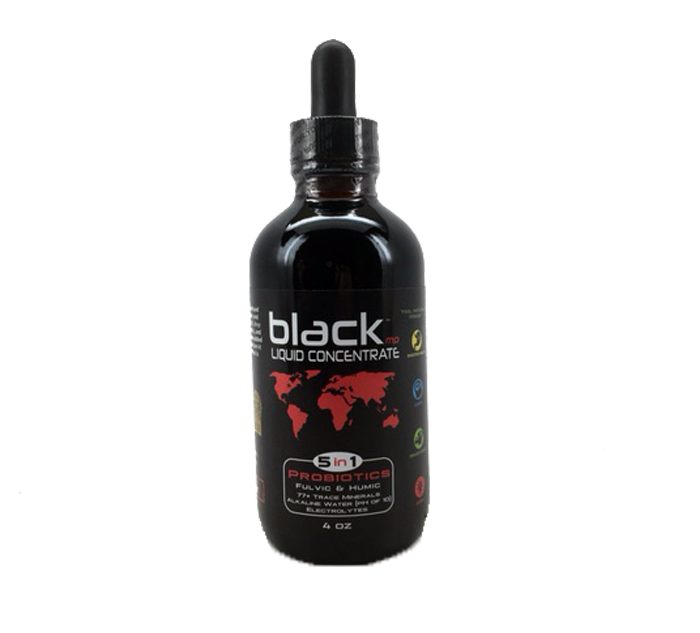 black™ mp
LIQUID CONCENTRATE
5 in 1
PROBIOTICS
FULVIC & HUMIC
77+ TRACE MINERALS
ALKALINE WATER (PH OF 10)
ELECTROLYTES
4 OZ